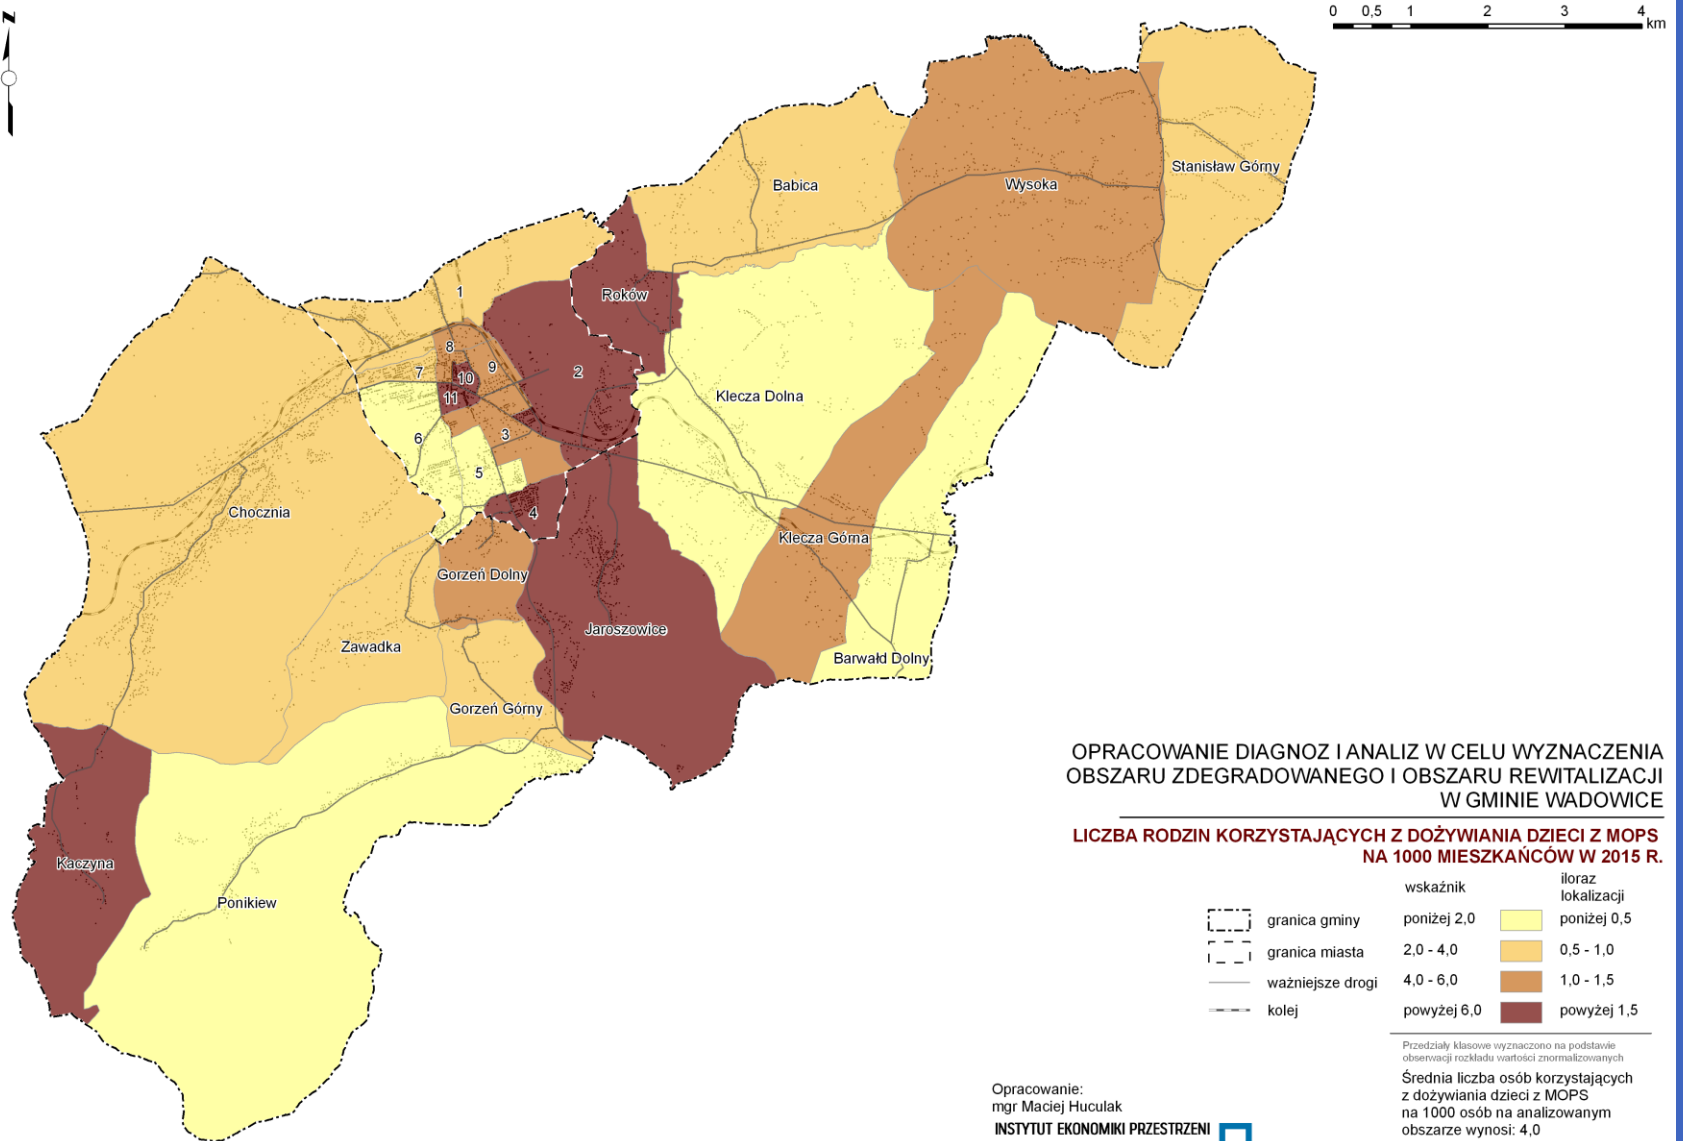 z
0 0,5 1 2 3 4
km
Stanisław Górny
Babica
Wysoka
Roków
1
8
9
7
10
2
11
Klecza Dolna
3
6
5
Chocznia
4
Klecza Górna
Gorzeń Dolny
Jaroszowice
Zawadka
Barwałd Dolny
Gorzeń Górny
Kaczyna
Ponikiew
OPRACOWANIE DIAGNOZ I ANALIZ W CELU WYZNACZENIA
OBSZARU ZDEGRADOWANEGO I OBSZARU REWITALIZACJI
W GMINIE WADOWICE
LICZBA RODZIN KORZYSTAJĄCYCH Z DOŻYWIANIA DZIECI Z MOPS
NA 1000 MIESZKAŃCÓW W 2015 R.
wskaźnik
iloraz
lokalizacji
granica gminy poniżej 2,0 poniżej 0,5
granica miasta 2,0 - 4,0 0,5 - 1,0
ważniejsze drogi 4,0 - 6,0 1,0 - 1,5
kolej powyżej 6,0 powyżej 1,5
Przedziały klasowe wyznaczono na podstawie
obserwacji rozkładu wartości znormalizowanych
Średnia liczba osób korzystających
z dożywiania dzieci z MOPS
na 1000 osób na analizowanym
obszarze wynosi: 4,0
Opracowanie:
mgr Maciej Huculak
INSTYTUT EKONOMIKI PRZESTRZENI